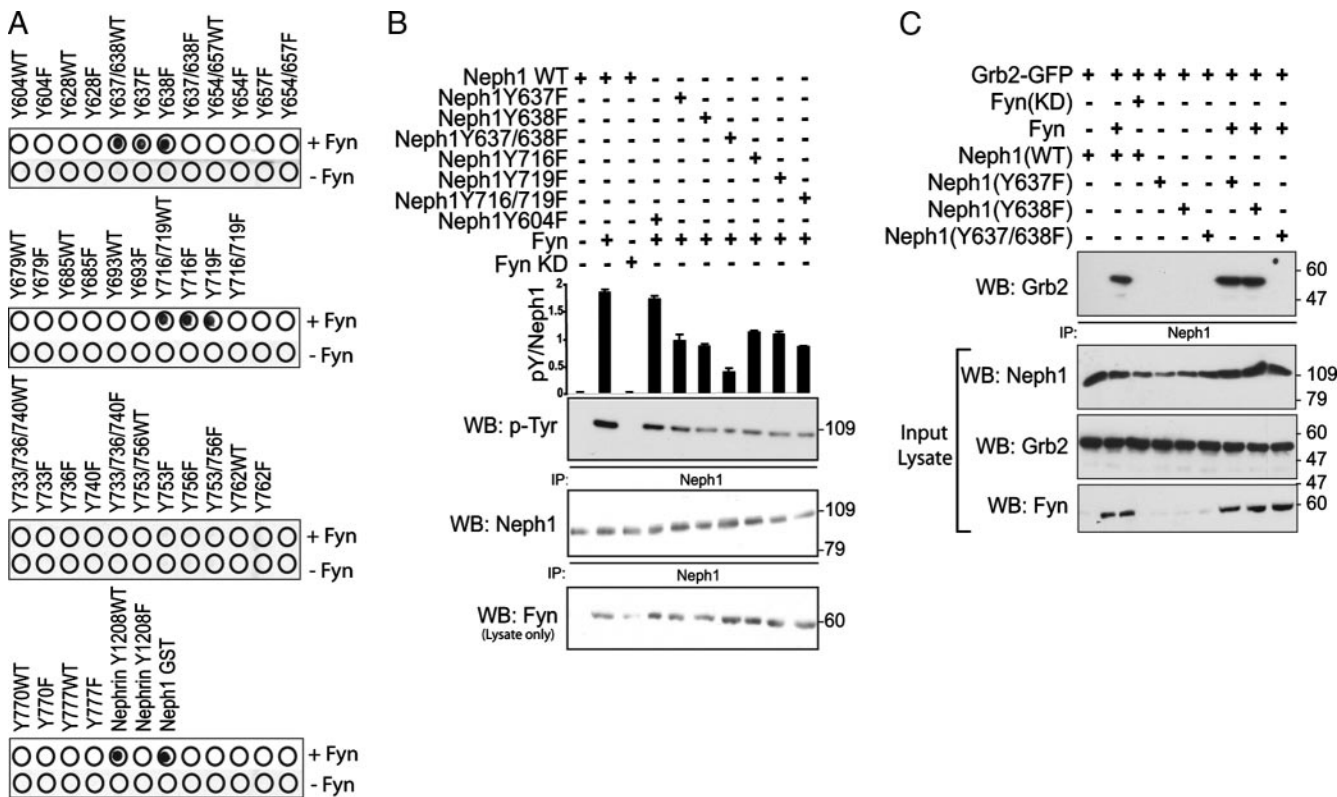 A
Y604WT
Y604F
Y628WT
Y628F
Y637/638WT
Y637F
Y638F
Y637/638F
Y654/657WT
Y654F
Y657F
Y654/657F
+ Fyn
- Fyn
Y679WT
Y679F
Y685WT
Y685F
Y693WT
Y693F
Y716/719WT
Y716F
Y719F
Y716/719F
+ Fyn
- Fyn
Y733/736/740WT
Y733F
Y736F
Y740F
Y733/736/740F
Y753/756WT
Y753F
Y756F
Y753/756F
Y762WT
Y762F
+ Fyn
- Fyn
Y770WT
Y770F
Y777WT
Y777F
Nephrin Y1208WT
Nephrin Y1208F
Neph1 GST
+ Fyn
- Fyn
B
Neph1 WT + + + - - - - - - -
Neph1Y637F - - - - + - - - - -
Neph1Y638F - - - - - + - - - -
Neph1Y637/638F - - - - - - + - - -
Neph1Y716F - - - - - - - + - -
Neph1Y719F - - - - - - - - + -
Neph1Y716/719F - - - - - - - - - +
Neph1Y604F - - - + - - - - - -
Fyn - + - + + + + + + +
Fyn KD - - + - - - - - - -
pY/Neph1
2
1.5
1
0.5
0
WB: p-Tyr
-109
IP: Neph1
WB: Neph1
-109
-79
IP: Neph1
WB: Fyn
(Lysate only)
-60
C
Grb2-GFP + + + + + + + + +
Fyn(KD) - - + - - - - - -
Fyn - + - - - - + + +
Neph1(WT) + + + - - - - - -
Neph1(Y637F) - - - + - - + - -
Neph1(Y638F) - - - - + - - + -
Neph1(Y637/638F) - - - - - + - - +
WB: Grb2
- 60
- 47
IP: Neph1
Input
Lysate
WB: Neph1
- 109
- 79
WB: Grb2
- 60
- 47
WB: Fyn
- 47
- 60